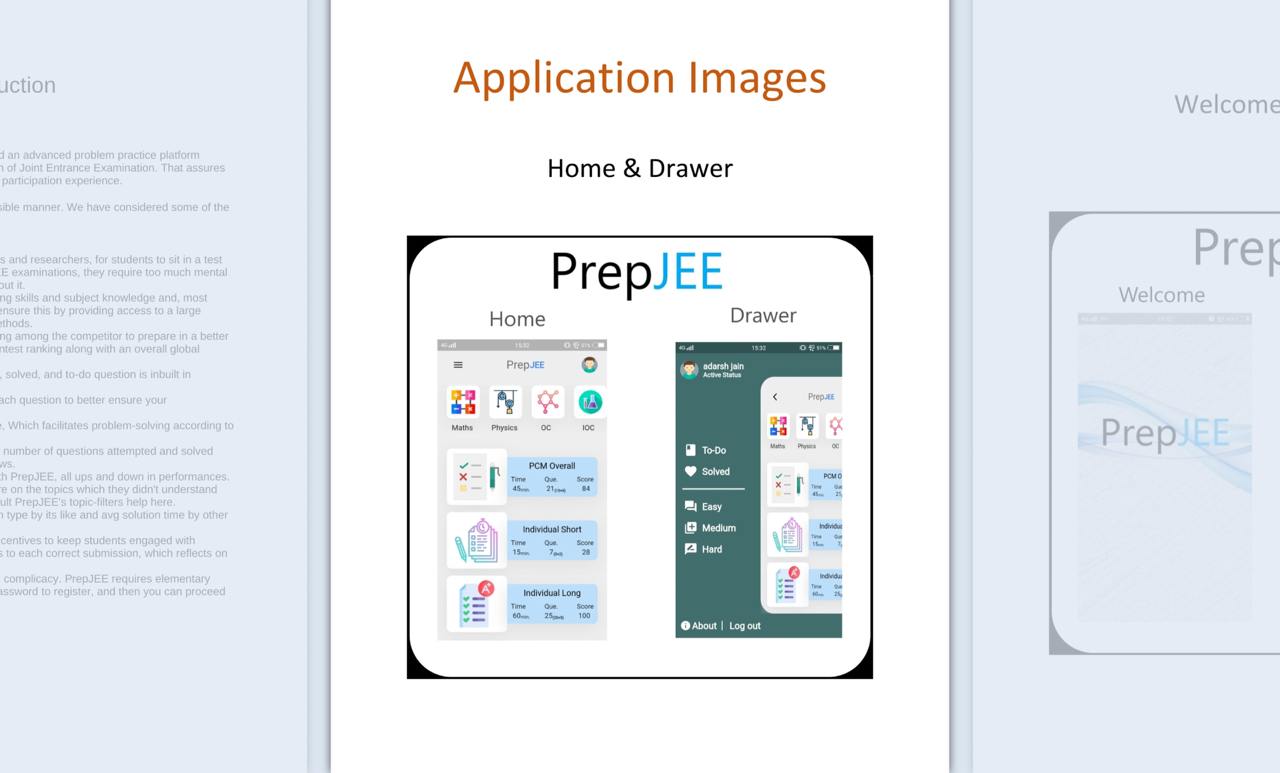 uction
d an advanced problem practice platform
n of Joint Entrance Examination. That assures
participation experience.
sible manner. We have considered some of the
s and researchers, for students to sit in a test
E examinations, they require too much mental
out it.
ng skills and subject knowledge and, most
ensure this by providing access to a large
ethods.
ng among the competitor to prepare in a better
ntest ranking along with an overall global
, solved, and to-do question is inbuilt in
ach question to better ensure your
e, Which facilitates problem-solving according to
number of questions attempted and solved
ws.
th PrepJEE, all ups and down in performances.
re on the topics which they didn't understand
ult PrepJEE's topic-filters help here.
n type by its like and avg solution time by other
centives to keep students engaged with
s to each correct submission, which reflects on
complicacy. PrepJEE requires elementary
assword to register, and then you can proceed
Application Images
Home & Drawer
PrepJEE
Home
4G 15:32 51%
PrepJEE
Maths Physics OC IOC
PCM Overall
Time Que. Score
45min. 21 84
Individual Short
Time Que. Score
15min. 7 28
Individual Long
Time Que. Score
60min. 25 100
Drawer
4G 15:32 51%
adarsh jain
Active Status
PrepJEE
Maths Physics OC
To-Do
Solved
Easy
Medium
Hard
PCM O
Time Que
45min. 21
Individua
Time Que
15min. 7
Individu
Time Que
60min. 25
About | Log out
Welcome
Prep
Welcome
PrepJEE